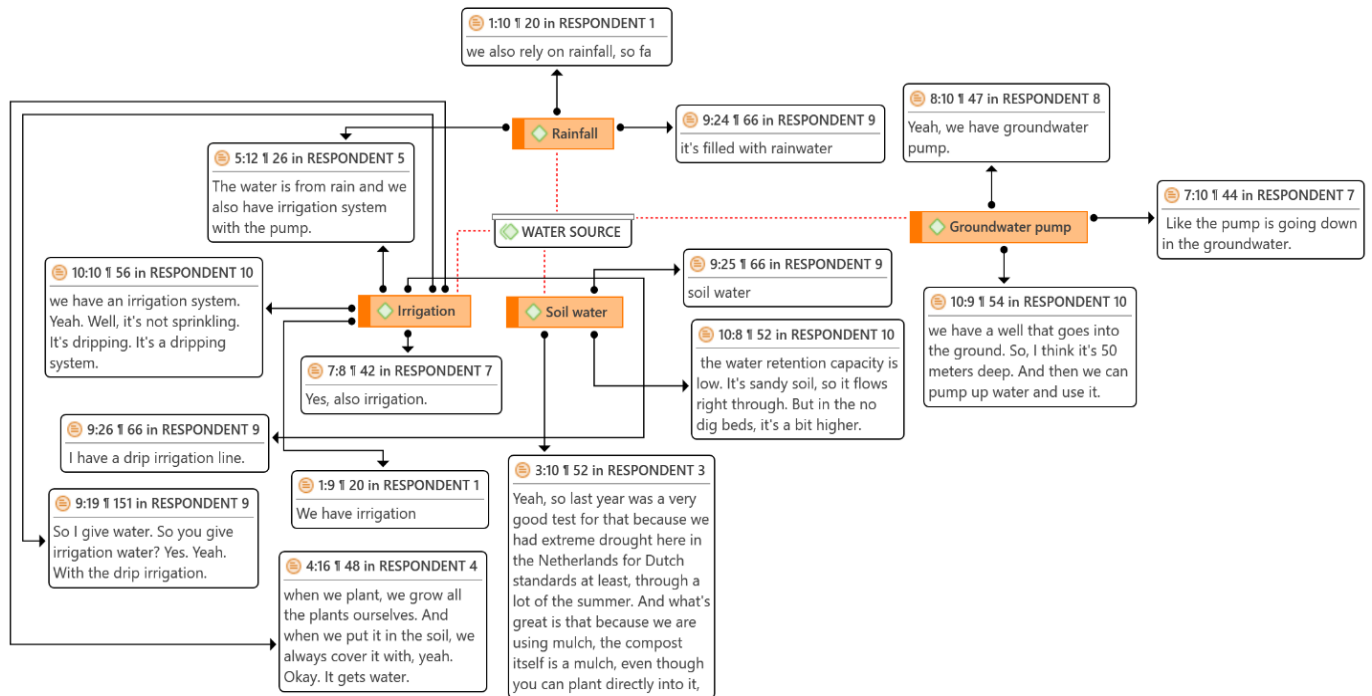 1:10 ¶ 20 in RESPONDENT 1
we also rely on rainfall, so fa
8:10 ¶ 47 in RESPONDENT 8
Yeah, we have groundwater
pump.
Rainfall
9:24 ¶ 66 in RESPONDENT 9
it's filled with rainwater
5:12 ¶ 26 in RESPONDENT 5
The water is from rain and we
also have irrigation system
with the pump.
7:10 ¶ 44 in RESPONDENT 7
Like the pump is going down
in the groundwater.
WATER SOURCE
Groundwater pump
10:10 ¶ 56 in RESPONDENT 10
we have an irrigation system.
Yeah. Well, it's not sprinkling.
It's dripping. It's a dripping
system.
9:25 ¶ 66 in RESPONDENT 9
soil water
Irrigation
Soil water
10:9 ¶ 54 in RESPONDENT 10
we have a well that goes into
the ground. So, I think it's 50
meters deep. And then we can
pump up water and use it.
10:8 ¶ 52 in RESPONDENT 10
the water retention capacity is
low. It's sandy soil, so it flows
right through. But in the no
dig beds, it's a bit higher.
7:8 ¶ 42 in RESPONDENT 7
Yes, also irrigation.
9:26 ¶ 66 in RESPONDENT 9
I have a drip irrigation line.
1:9 ¶ 20 in RESPONDENT 1
We have irrigation
3:10 ¶ 52 in RESPONDENT 3
Yeah, so last year was a very
good test for that because we
had extreme drought here in
the Netherlands for Dutch
standards at least, through a
lot of the summer. And what's
great is that because we are
using mulch, the compost
itself is a mulch, even though
you can plant directly into it,
9:19 ¶ 151 in RESPONDENT 9
So I give water. So you give
irrigation water? Yes. Yeah.
With the drip irrigation.
4:16 ¶ 48 in RESPONDENT 4
when we plant, we grow all
the plants ourselves. And
when we put it in the soil, we
always cover it with, yeah.
Okay. It gets water.